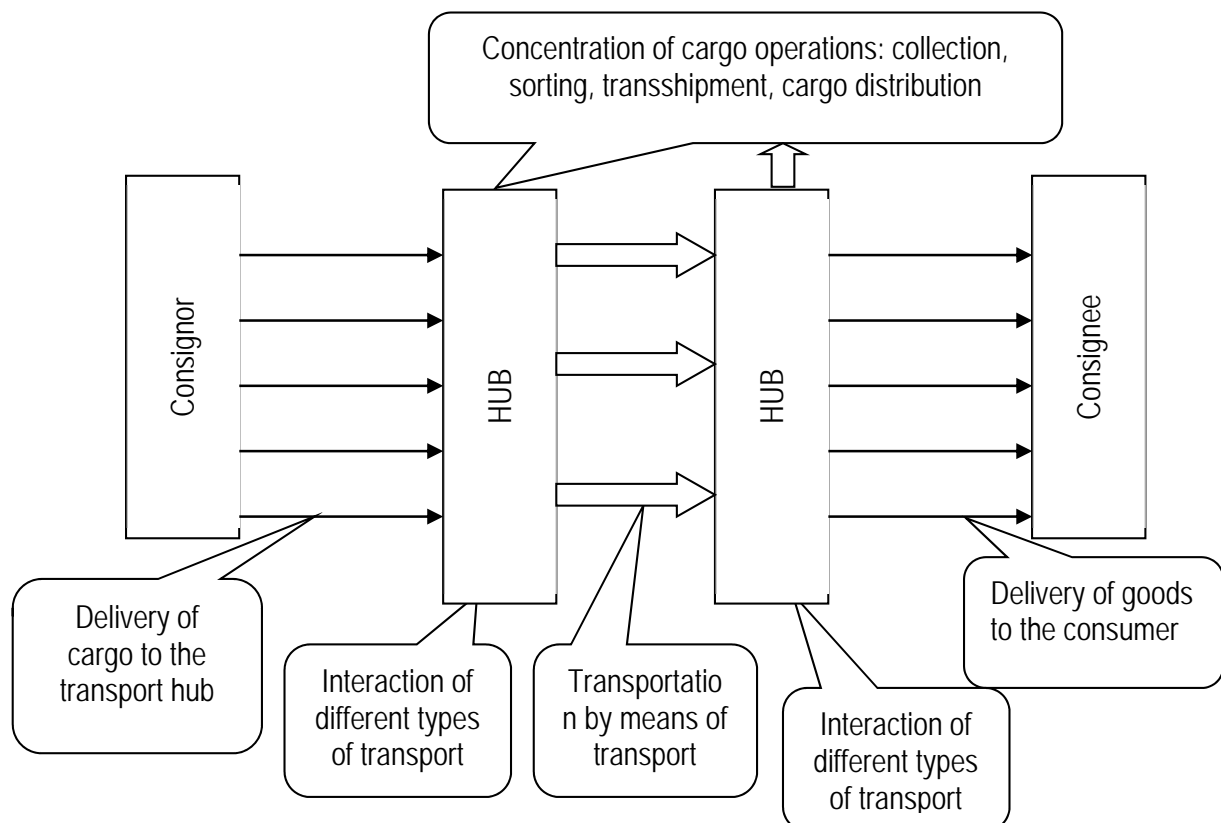 Concentration of cargo operations: collection,
sorting, transshipment, cargo distribution
Consignor
HUB
HUB
Consignee
Delivery of
cargo to the
transport hub
Interaction of
different types
of transport
Transportatio
n by means of
transport
Interaction of
different types
of transport
Delivery of goods
to the consumer